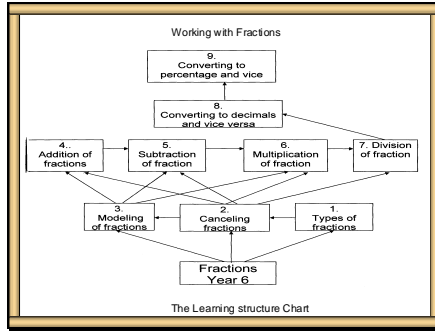 Working with Fractions
9.
Converting to
percentage and vice
8.
Converting to decimals
and vice versa
4..
Addition of
fractions
5.
Subtraction
of fraction
6.
Multiplication
of fraction
7. Division
of fraction
3.
Modeling
of fractions
2.
Canceling
fractions
1.
Types of
fractions
Fractions
Year 6
The Learning structure Chart